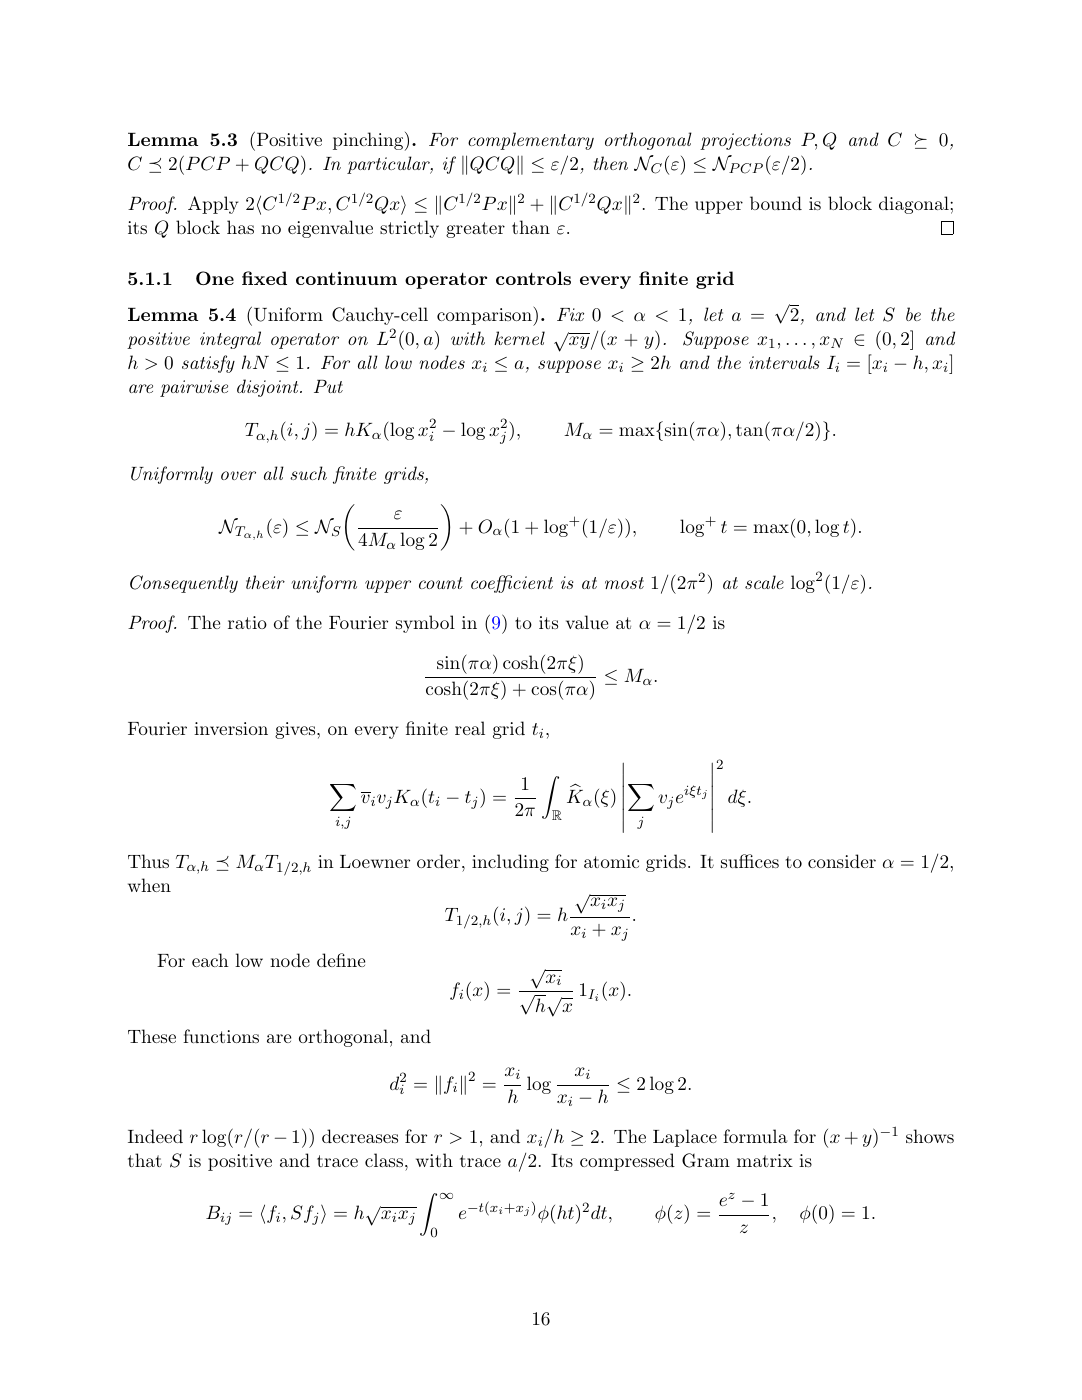 Lemma 5.3 (Positive pinching). For complementary orthogonal projections P, Q and C ⪰ 0,
C ⪯ 2(PCP + QCQ). In particular, if ∥QCQ∥ ≤ ε/2, then 𝒩_C(ε) ≤ 𝒩_{PCP}(ε/2).
Proof. Apply 2⟨C^{1/2}Px, C^{1/2}Qx⟩ ≤ ∥C^{1/2}Px∥² + ∥C^{1/2}Qx∥². The upper bound is block diagonal;
its Q block has no eigenvalue strictly greater than ε. □
5.1.1 One fixed continuum operator controls every finite grid
Lemma 5.4 (Uniform Cauchy-cell comparison). Fix 0 < α < 1, let a = √2, and let S be the
positive integral operator on L²(0, a) with kernel √xy/(x + y). Suppose x₁, . . . , x_N ∈ (0, 2] and
h > 0 satisfy hN ≤ 1. For all low nodes x_i ≤ a, suppose x_i ≥ 2h and the intervals I_i = [x_i − h, x_i]
are pairwise disjoint. Put
T_{α,h}(i, j) = hK_α(log x_i² − log x_j²), M_α = max{sin(πα), tan(πα/2)}.
Uniformly over all such finite grids,
𝒩_{T_{α,h}}(ε) ≤ 𝒩_S(ε / (4M_α log 2)) + O_α(1 + log⁺(1/ε)), log⁺ t = max(0, log t).
Consequently their uniform upper count coefficient is at most 1/(2π²) at scale log²(1/ε).
Proof. The ratio of the Fourier symbol in (9) to its value at α = 1/2 is
sin(πα) cosh(2πξ) / (cosh(2πξ) + cos(πα)) ≤ M_α.
Fourier inversion gives, on every finite real grid t_i,
∑_{i,j} v̅_i v_j K_α(t_i − t_j) = (1/2π) ∫_ℝ K̂_α(ξ) |∑_j v_j e^{iξt_j}|² dξ.
Thus T_{α,h} ⪯ M_αT_{1/2,h} in Loewner order, including for atomic grids. It suffices to consider α = 1/2,
when
T_{1/2,h}(i, j) = h √(x_i x_j) / (x_i + x_j).
For each low node define
f_i(x) = √x_i / (√h√x) 1_{I_i}(x).
These functions are orthogonal, and
d_i² = ∥f_i∥² = (x_i/h) log (x_i / (x_i − h)) ≤ 2 log 2.
Indeed r log(r/(r − 1)) decreases for r > 1, and x_i/h ≥ 2. The Laplace formula for (x + y)⁻¹ shows
that S is positive and trace class, with trace a/2. Its compressed Gram matrix is
B_{ij} = ⟨f_i, Sf_j⟩ = h√(x_i x_j) ∫_0^∞ e^{−t(x_i+x_j)} ϕ(ht)² dt, ϕ(z) = (e^z − 1)/z, ϕ(0) = 1.
16